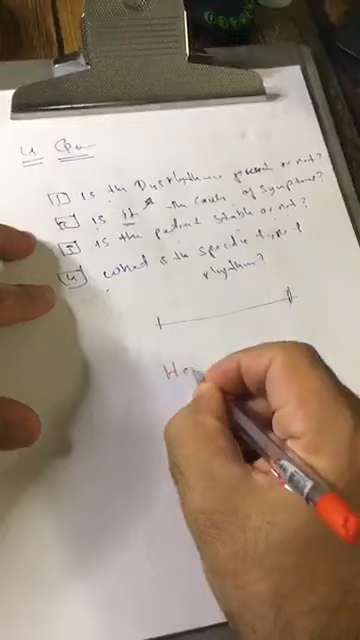 4 Qs
1 Is the Dysrhythmia present or not?
2 is it the cause of symptoms?
3 Is the patient stable or not?
4 What is the specific type of
rhythm?
He